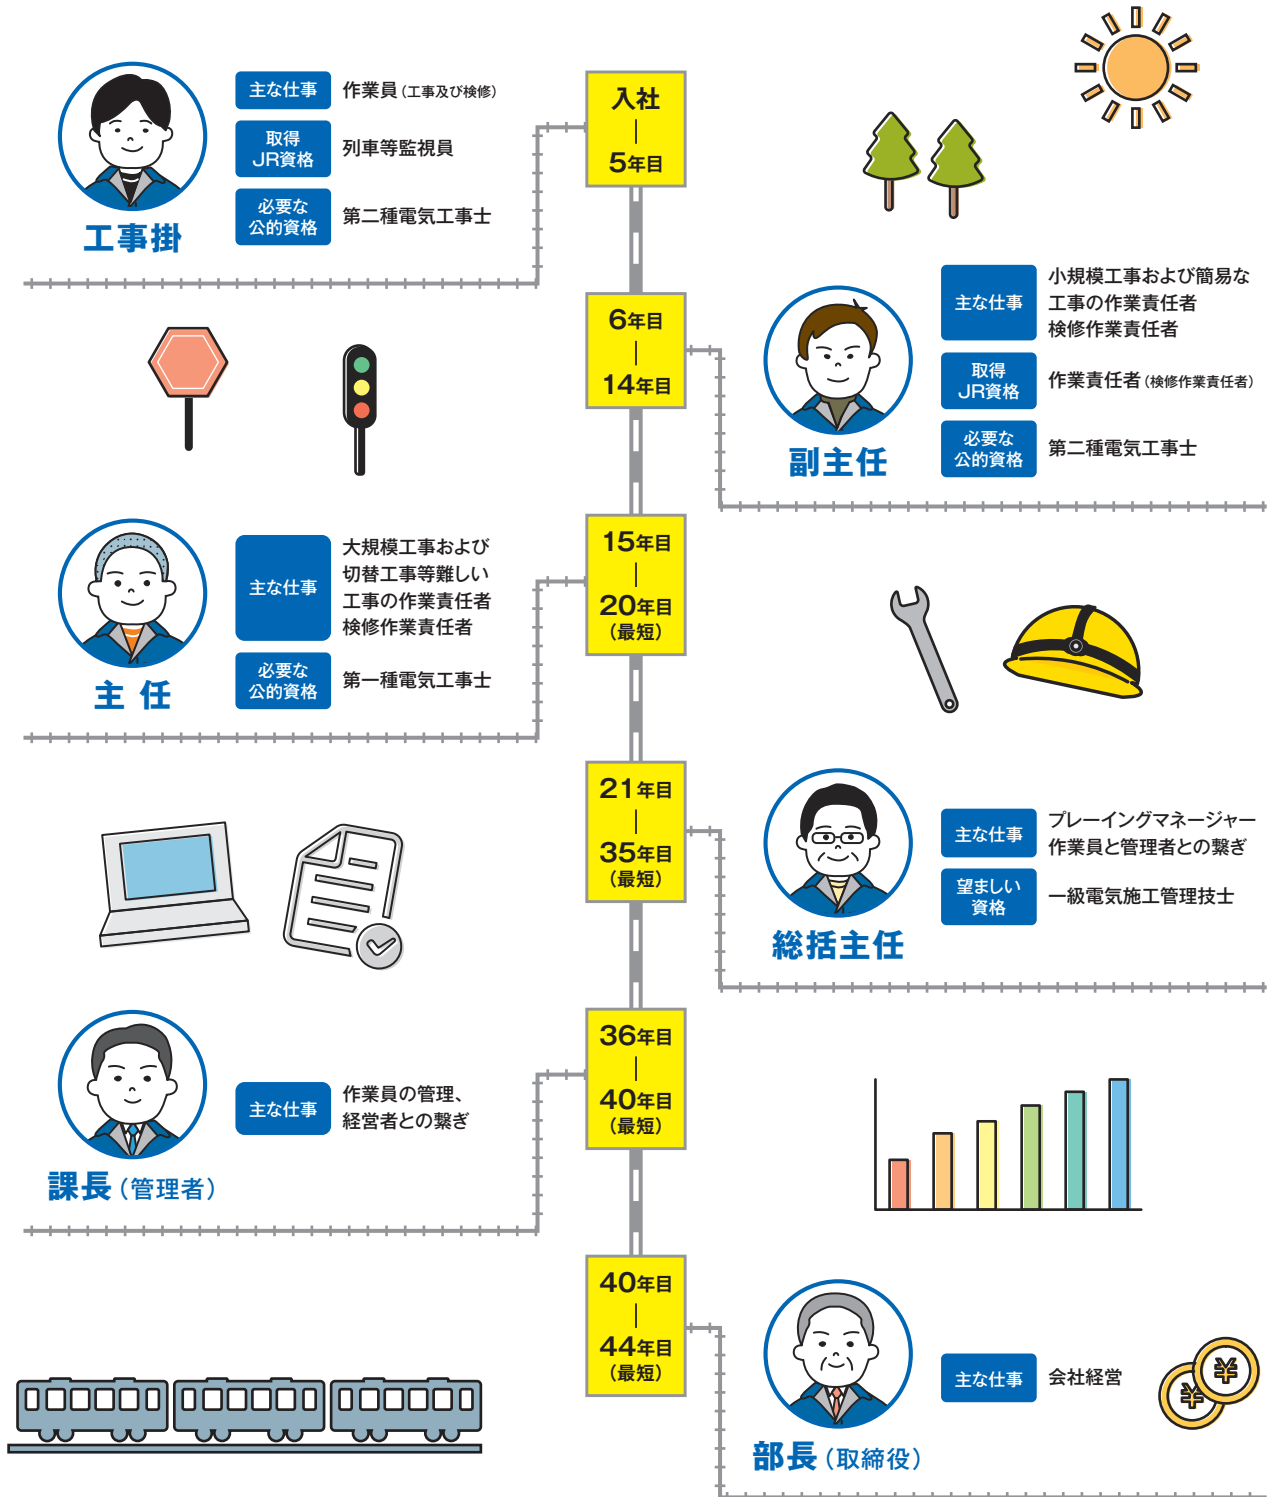 入社
|
5年目
主な仕事
作業員（工事及び検修）
取得
JR資格
列車等監視員
必要な
公的資格
第二種電気工事士
工事掛
6年目
|
14年目
主な仕事
小規模工事および簡易な
工事の作業責任者
検修作業責任者
取得
JR資格
作業責任者（検修作業責任者）
必要な
公的資格
第二種電気工事士
副主任
15年目
|
20年目
（最短）
主な仕事
大規模工事および
切替工事等難しい
工事の作業責任者
検修作業責任者
必要な
公的資格
第一種電気工事士
主 任
21年目
|
35年目
（最短）
主な仕事
プレーイングマネージャー
作業員と管理者との繋ぎ
望ましい
資格
一級電気施工管理技士
総括主任
36年目
|
40年目
（最短）
主な仕事
作業員の管理、
経営者との繋ぎ
課長（管理者）
40年目
|
44年目
（最短）
主な仕事
会社経営
¥
¥
部長（取締役）